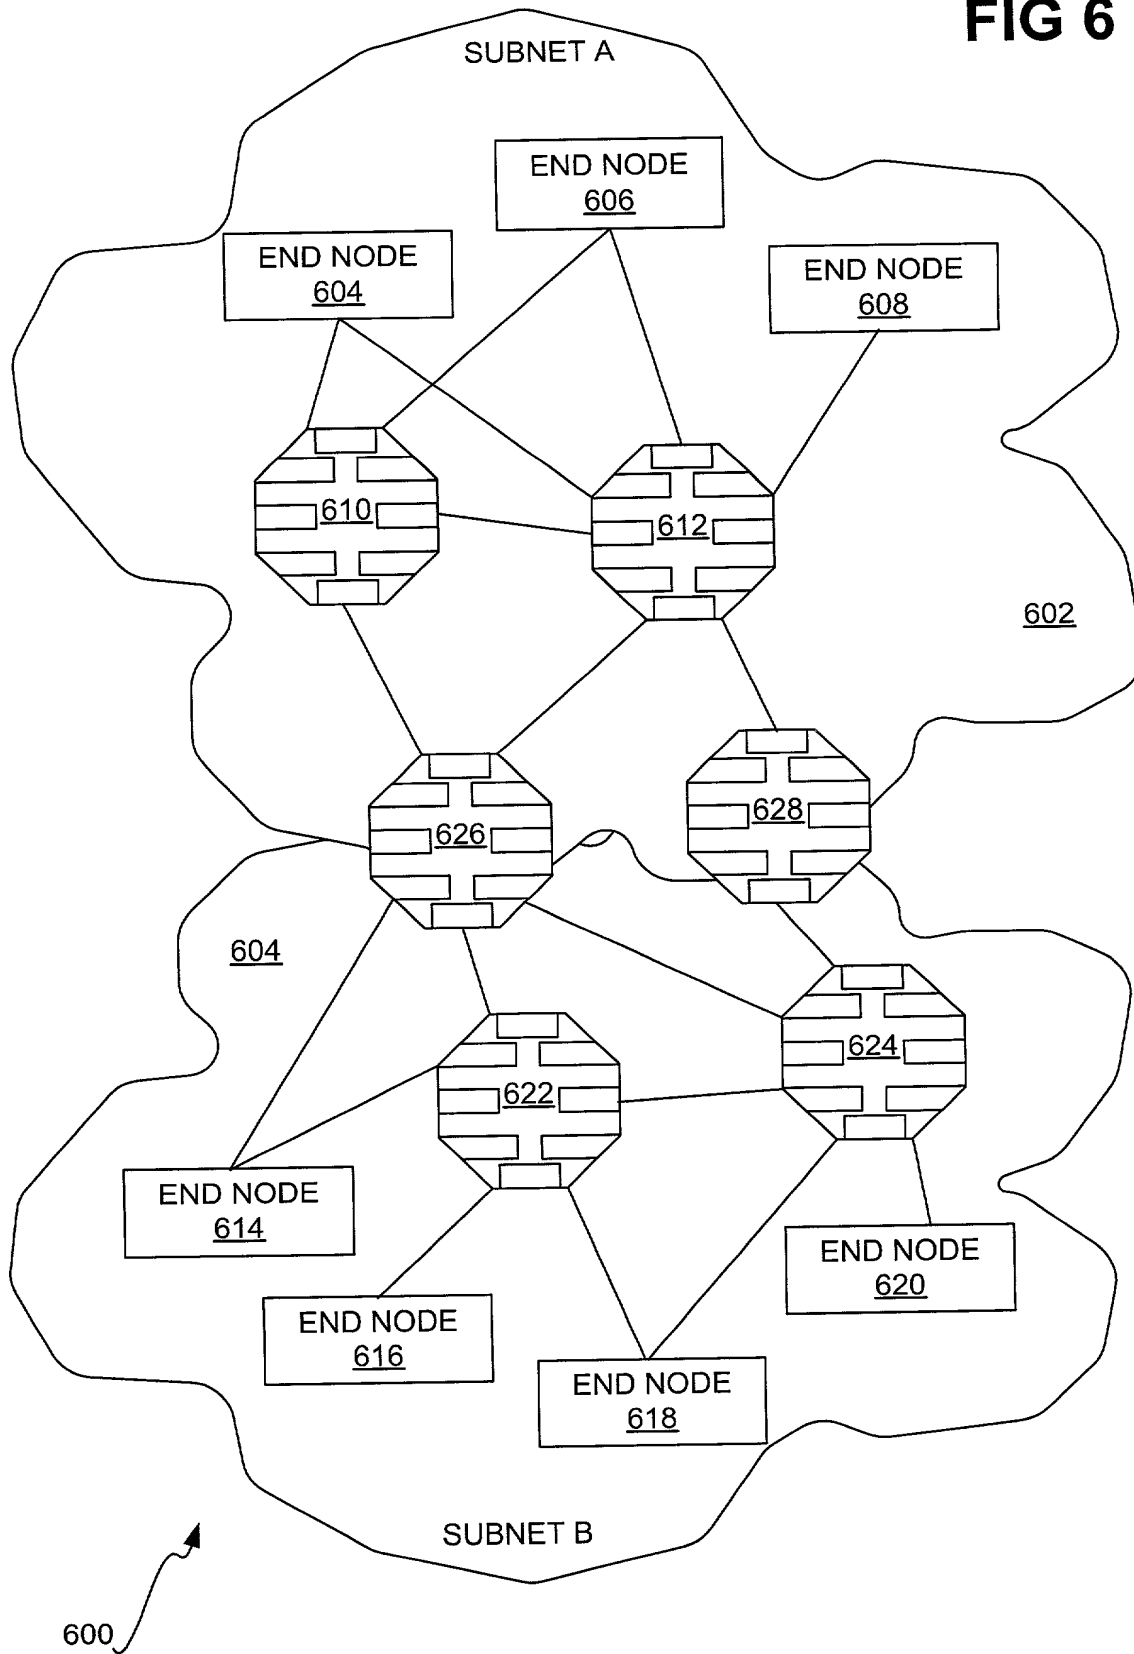 FIG 6
SUBNET A
END NODE
606
END NODE
604
END NODE
608
610
612
602
626
628
604
622
624
END NODE
614
END NODE
620
END NODE
616
END NODE
618
SUBNET B
600